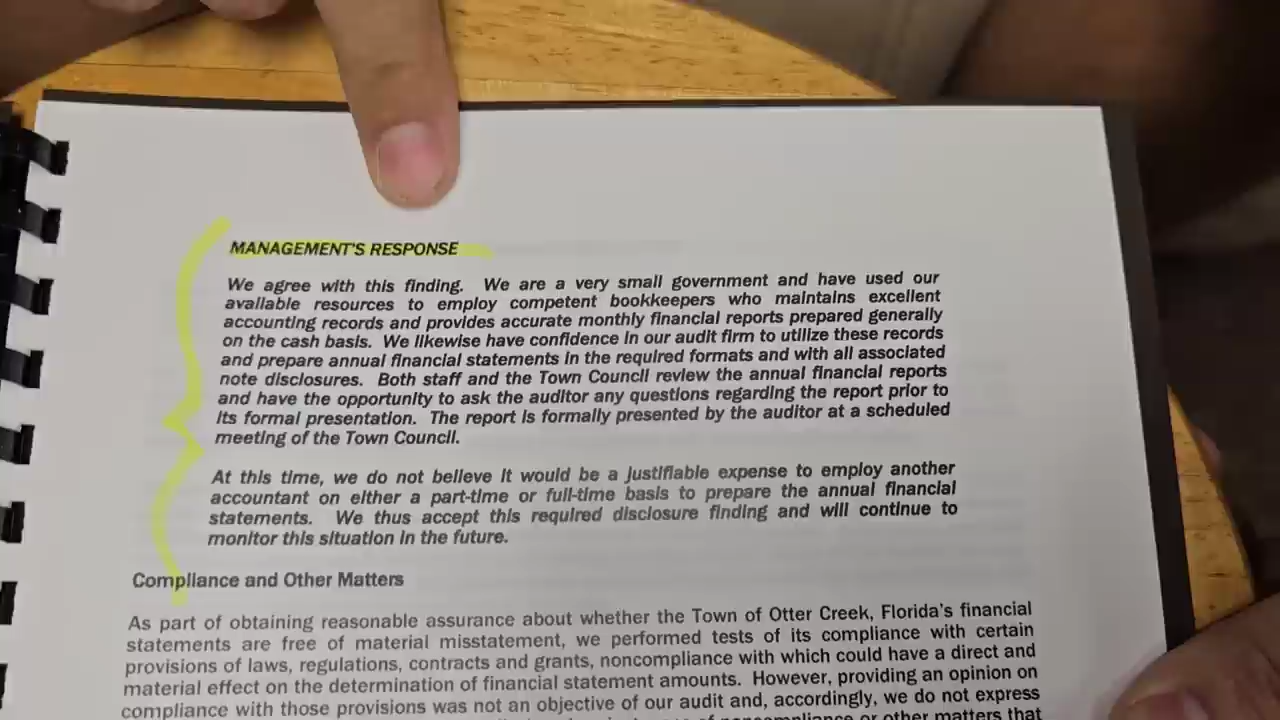 MANAGEMENT'S RESPONSE
We agree with this finding. We are a very small government and have used our
available resources to employ competent bookkeepers who maintains excellent
accounting records and provides accurate monthly financial reports prepared generally
on the cash basis. We likewise have confidence in our audit firm to utilize these records
and prepare annual financial statements in the required formats and with all associated
note disclosures. Both staff and the Town Council review the annual financial reports
and have the opportunity to ask the auditor any questions regarding the report prior to
its formal presentation. The report is formally presented by the auditor at a scheduled
meeting of the Town Council.
At this time, we do not believe it would be a justifiable expense to employ another
accountant on either a part-time or full-time basis to prepare the annual financial
statements. We thus accept this required disclosure finding and will continue to
monitor this situation in the future.
Compliance and Other Matters
As part of obtaining reasonable assurance about whether the Town of Otter Creek, Florida's financial
statements are free of material misstatement, we performed tests of its compliance with certain
provisions of laws, regulations, contracts and grants, noncompliance with which could have a direct and
material effect on the determination of financial statement amounts. However, providing an opinion on
compliance with those provisions was not an objective of our audit and, accordingly, we do not express
noncompliance or other matters that